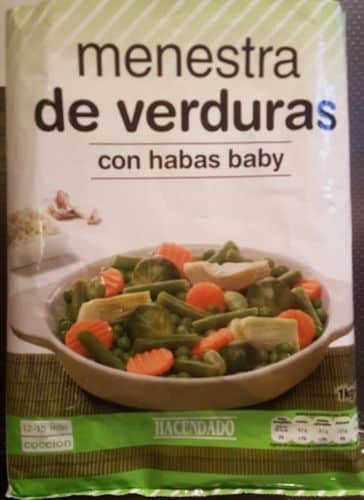 menestra
de verduras
con habas baby
1kg
12-15 min
cocción
HACENDADO